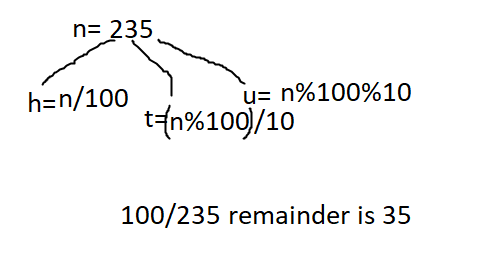 n= 235
h=n/100
t=(n%100)/10
u= n%100%10
100/235 remainder is 35